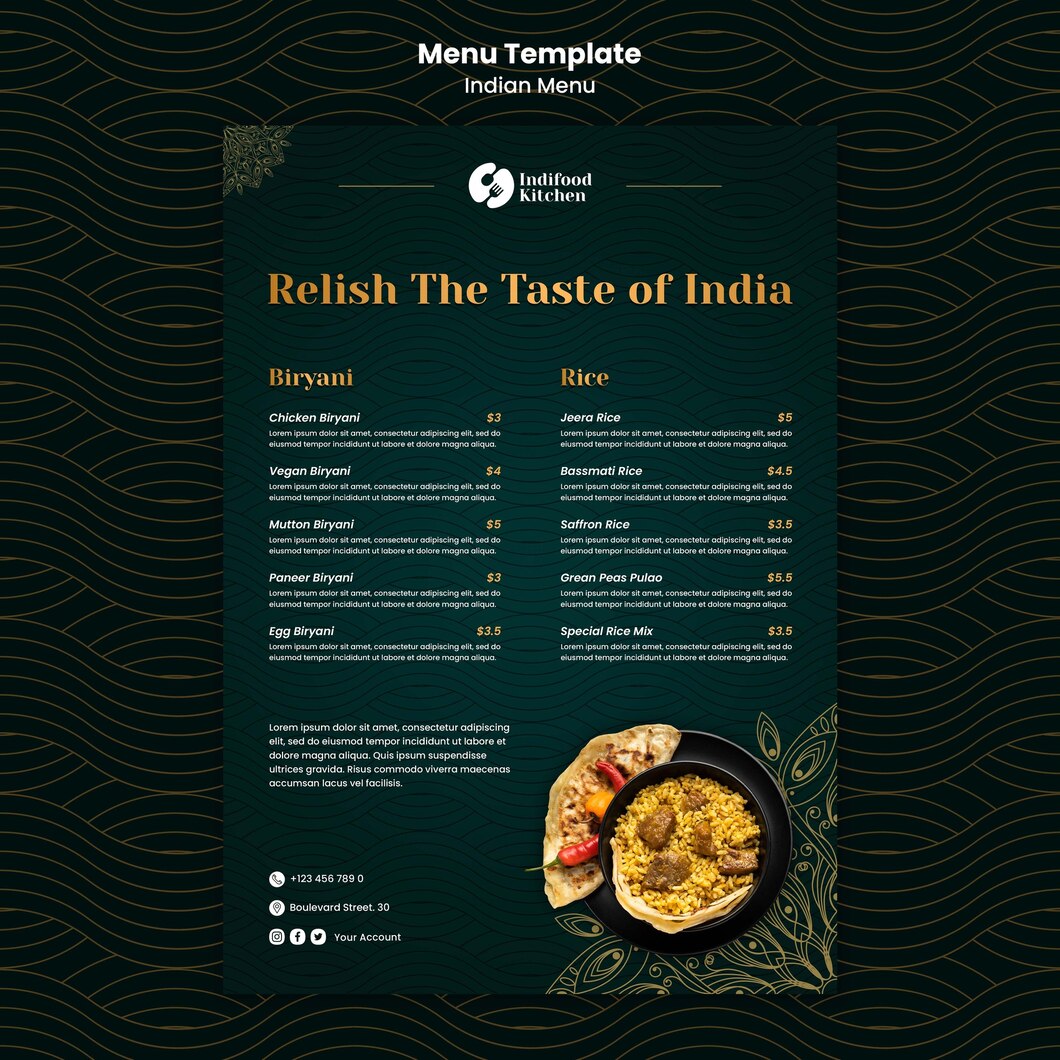 Menu Template
Indian Menu
Indifood
Kitchen
Relish The Taste of India
Biryani
Chicken Biryani $3
Lorem ipsum dolor sit amet, consectetur adipiscing elit, sed do
eiusmod tempor incididunt ut labore et dolore magna aliqua.
Vegan Biryani $4
Lorem ipsum dolor sit amet, consectetur adipiscing elit, sed do
eiusmod tempor incididunt ut labore et dolore magna aliqua.
Mutton Biryani $5
Lorem ipsum dolor sit amet, consectetur adipiscing elit, sed do
eiusmod tempor incididunt ut labore et dolore magna aliqua.
Paneer Biryani $3
Lorem ipsum dolor sit amet, consectetur adipiscing elit, sed do
eiusmod tempor incididunt ut labore et dolore magna aliqua.
Egg Biryani $3.5
Lorem ipsum dolor sit amet, consectetur adipiscing elit, sed do
eiusmod tempor incididunt ut labore et dolore magna aliqua.
Rice
Jeera Rice $5
Lorem ipsum dolor sit amet, consectetur adipiscing elit, sed do
eiusmod tempor incididunt ut labore et dolore magna aliqua.
Bassmati Rice $4.5
Lorem ipsum dolor sit amet, consectetur adipiscing elit, sed do
eiusmod tempor incididunt ut labore et dolore magna aliqua.
Saffron Rice $3.5
Lorem ipsum dolor sit amet, consectetur adipiscing elit, sed do
eiusmod tempor incididunt ut labore et dolore magna aliqua.
Grean Peas Pulao $5.5
Lorem ipsum dolor sit amet, consectetur adipiscing elit, sed do
eiusmod tempor incididunt ut labore et dolore magna aliqua.
Special Rice Mix $3.5
Lorem ipsum dolor sit amet, consectetur adipiscing elit, sed do
eiusmod tempor incididunt ut labore et dolore magna aliqua.
Lorem ipsum dolor sit amet, consectetur adipiscing
elit, sed do eiusmod tempor incididunt ut labore et
dolore magna aliqua. Quis ipsum suspendisse
ultrices gravida. Risus commodo viverra maecenas
accumsan lacus vel facilisis.
+123 456 789 0
Boulevard Street. 30
Your Account